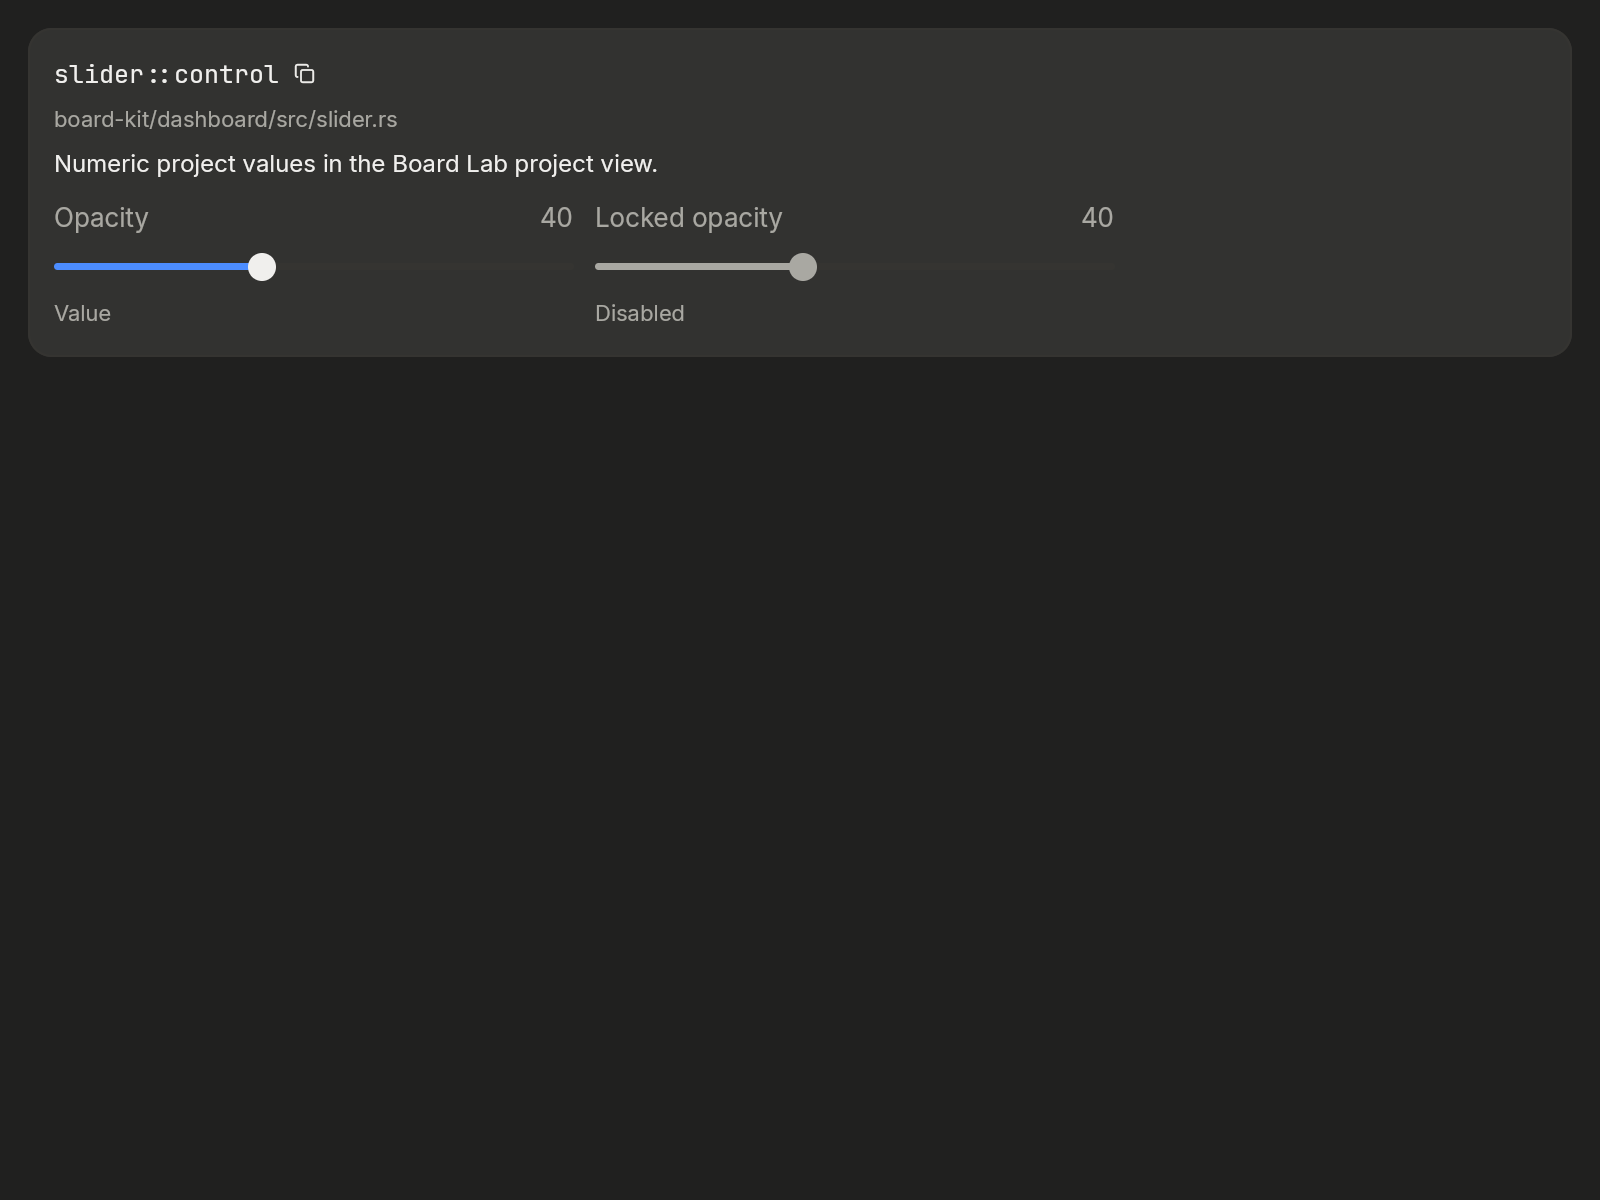 slider::control
board-kit/dashboard/src/slider.rs
Numeric project values in the Board Lab project view.
Opacity 40 Locked opacity 40
Value Disabled